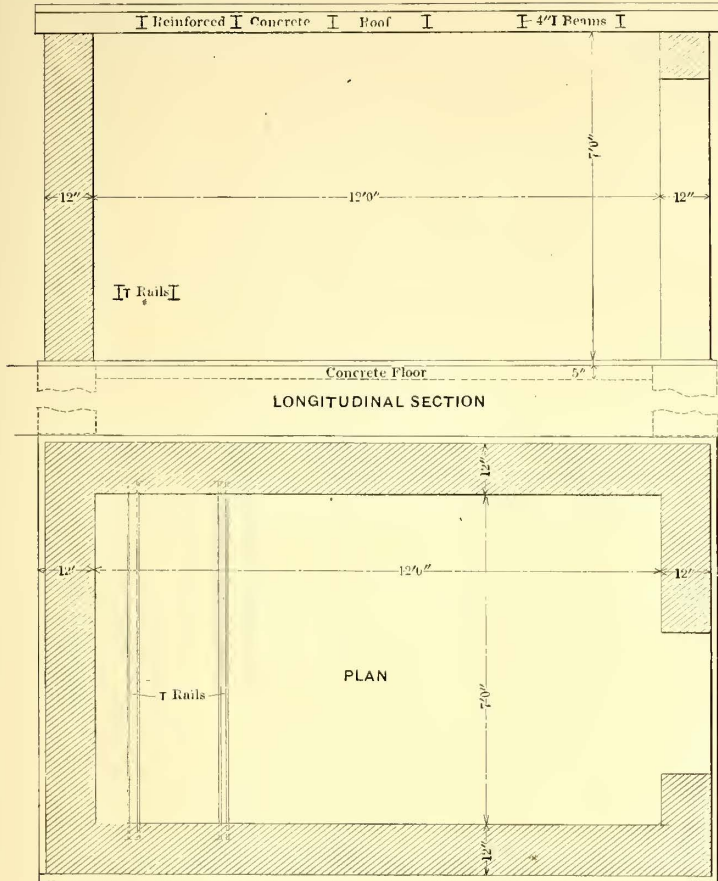 Reinforced Concrete Roof 4"I Beams
7'0"
12" 12'0" 12"
T Rails
Concrete Floor 5"
LONGITUDINAL SECTION
12"
12' 12'0" 12'
PLAN
T Rails
7'0"
12"